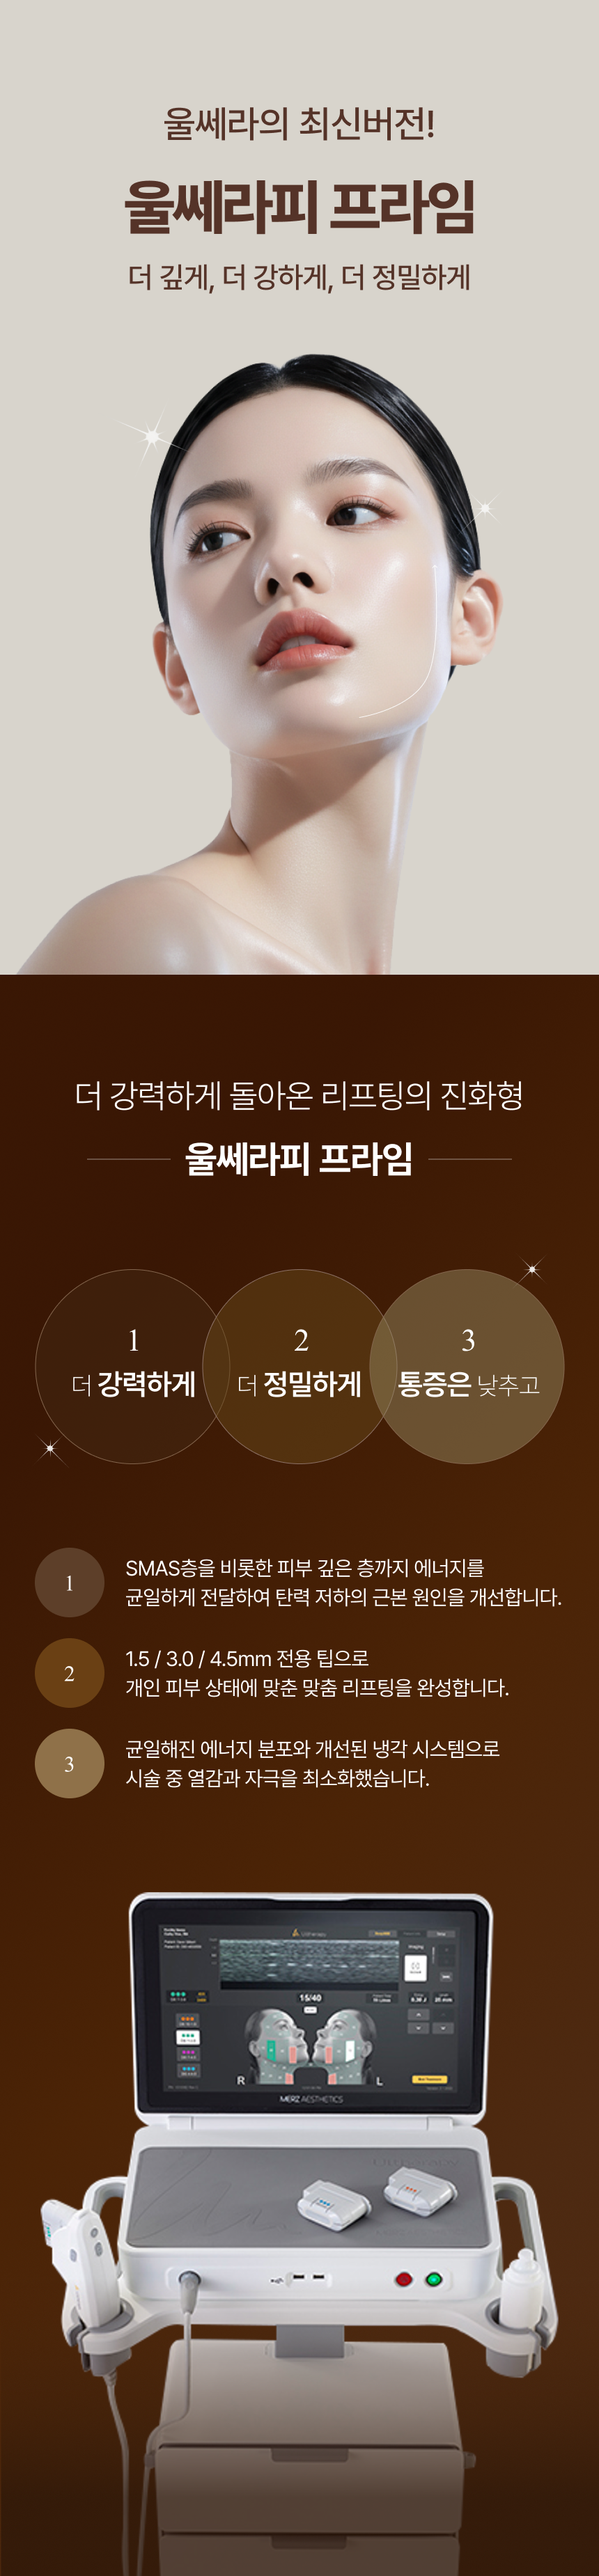 울쎄라의 최신버전!
울쎄라피 프라임
더 깊게, 더 강하게, 더 정밀하게
더 강력하게 돌아온 리프팅의 진화형
울쎄라피 프라임
1
더 강력하게
2
더 정밀하게
3
통증은 낮추고
1
SMAS층을 비롯한 피부 깊은 층까지 에너지를
균일하게 전달하여 탄력 저하의 근본 원인을 개선합니다.
2
1.5 / 3.0 / 4.5mm 전용 팁으로
개인 피부 상태에 맞춘 맞춤 리프팅을 완성합니다.
3
균일해진 에너지 분포와 개선된 냉각 시스템으로
시술 중 열감과 자극을 최소화했습니다.
15/40
R
L
MERZ AESTHETICS